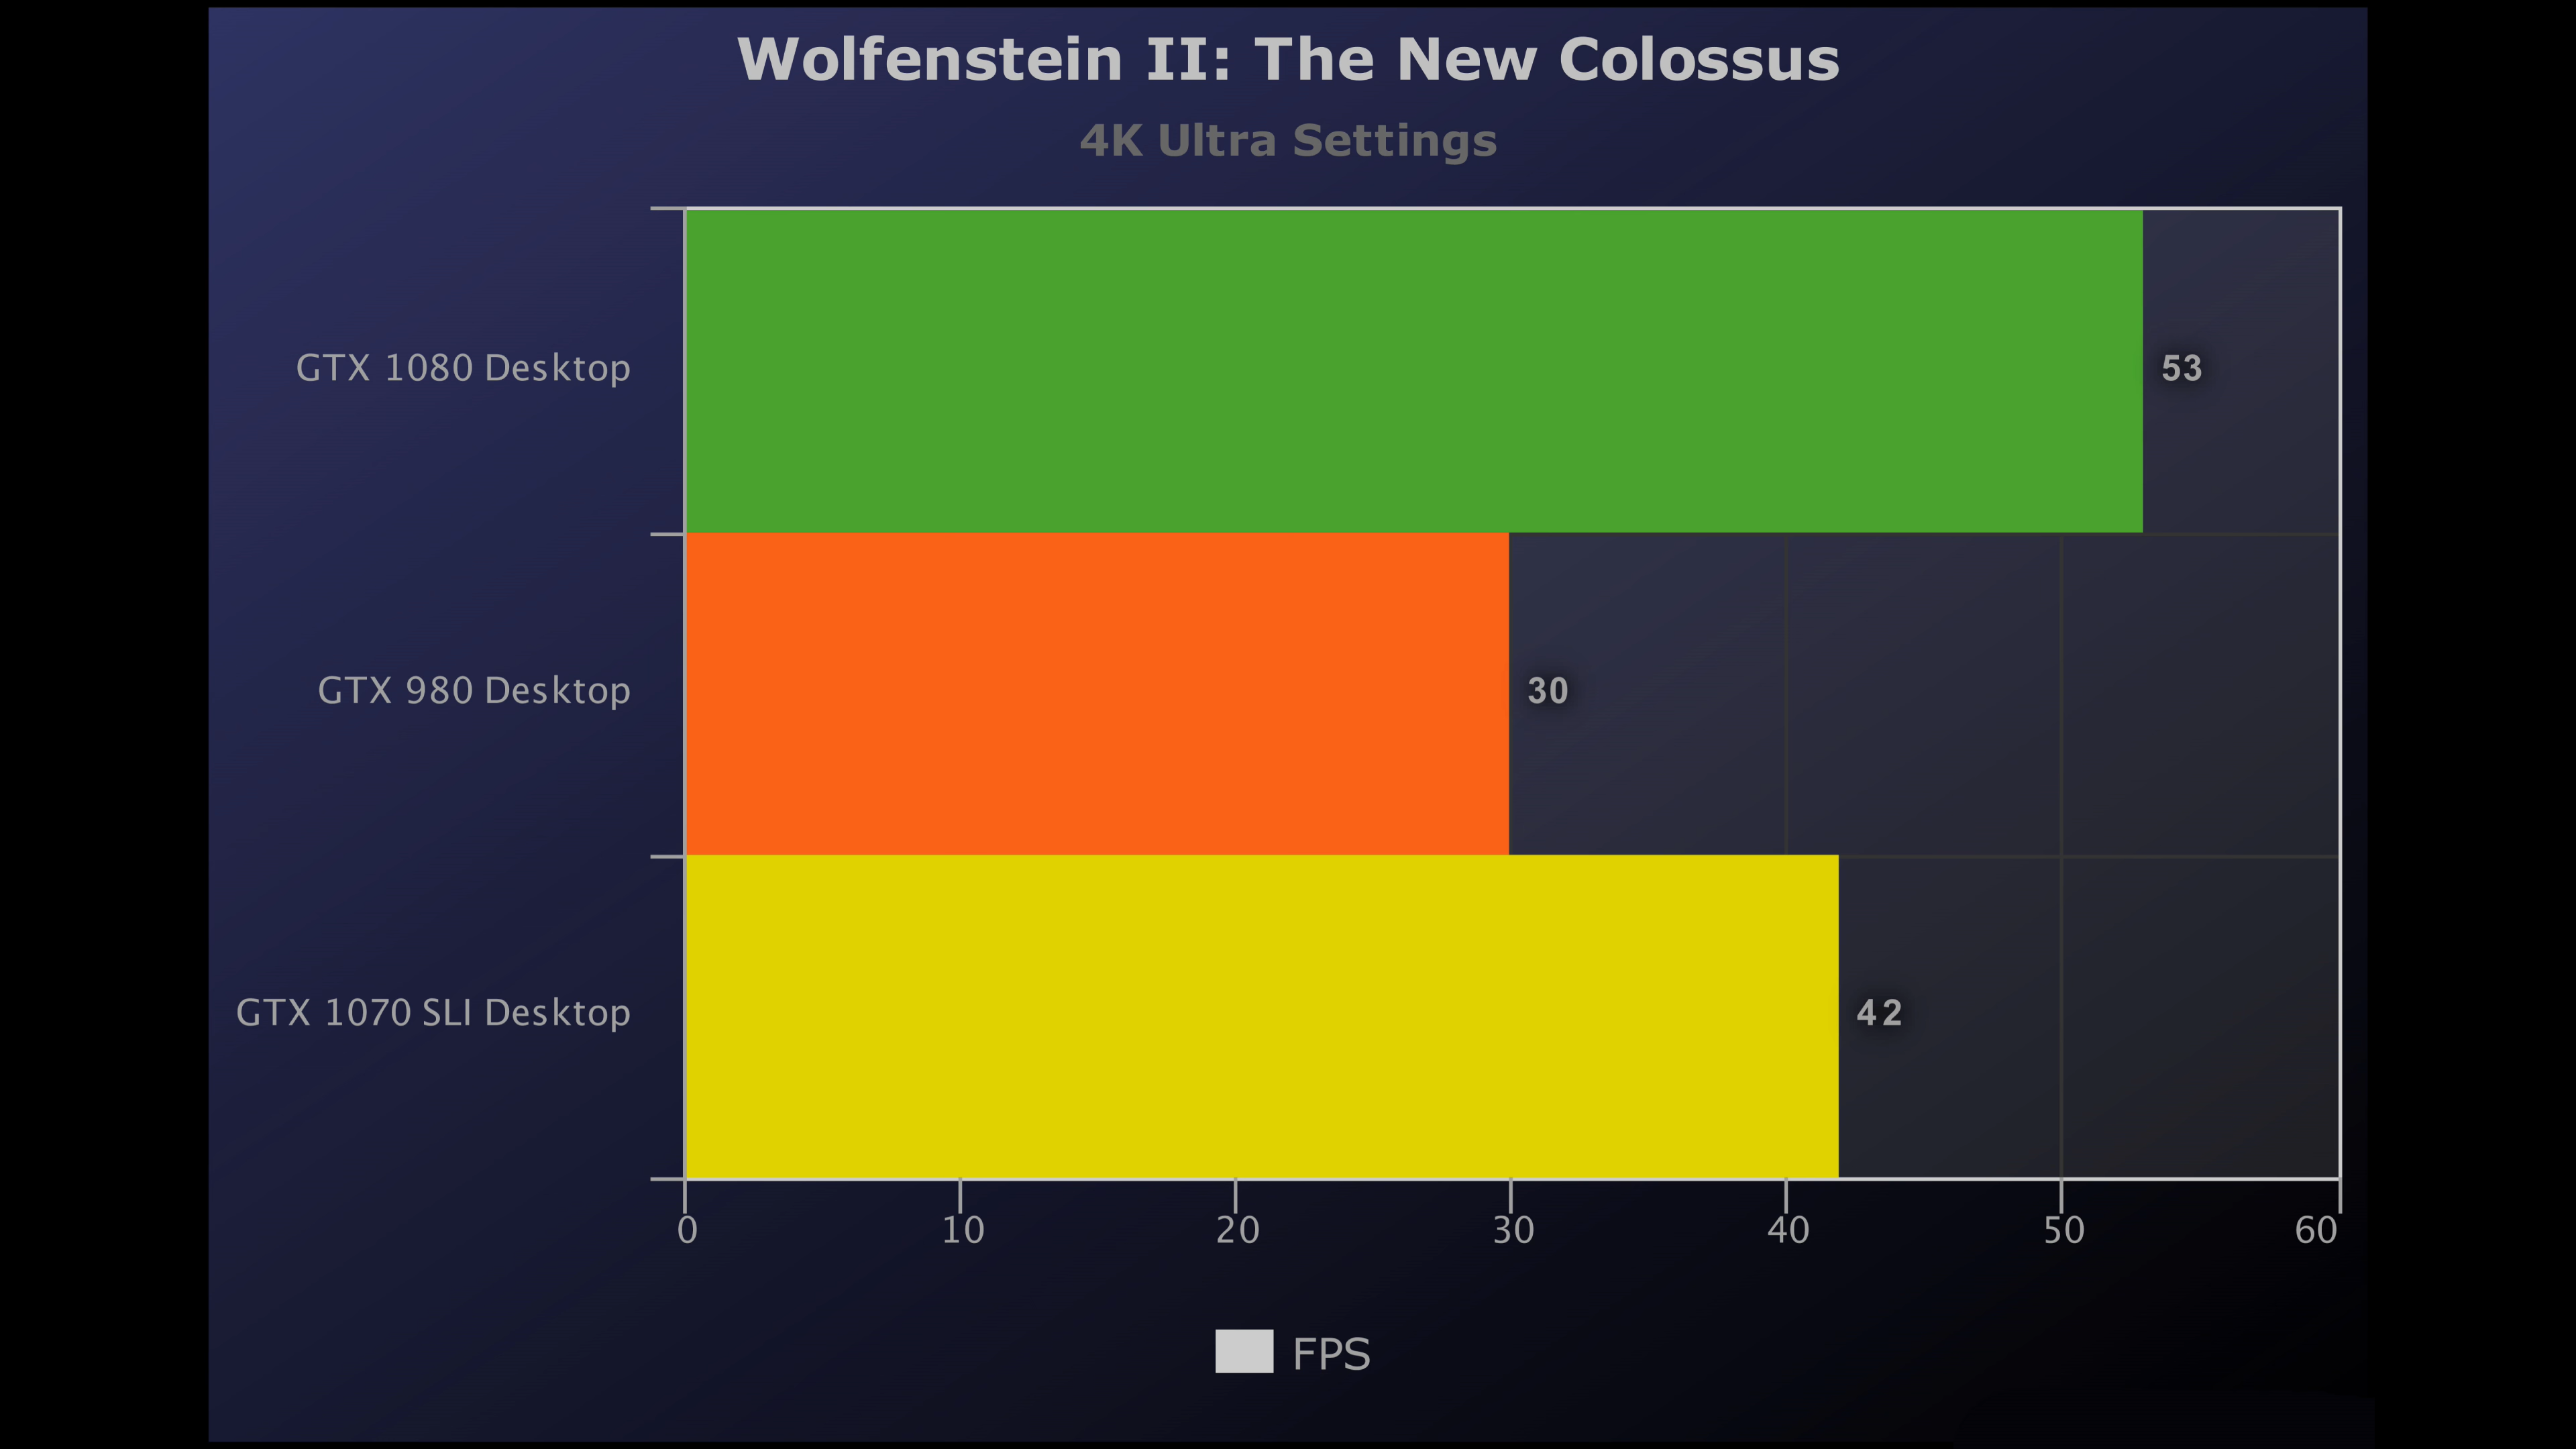 Wolfenstein II: The New Colossus
4K Ultra Settings
GTX 1080 Desktop
53
GTX 980 Desktop
30
GTX 1070 SLI Desktop
42
0 10 20 30 40 50 60
FPS